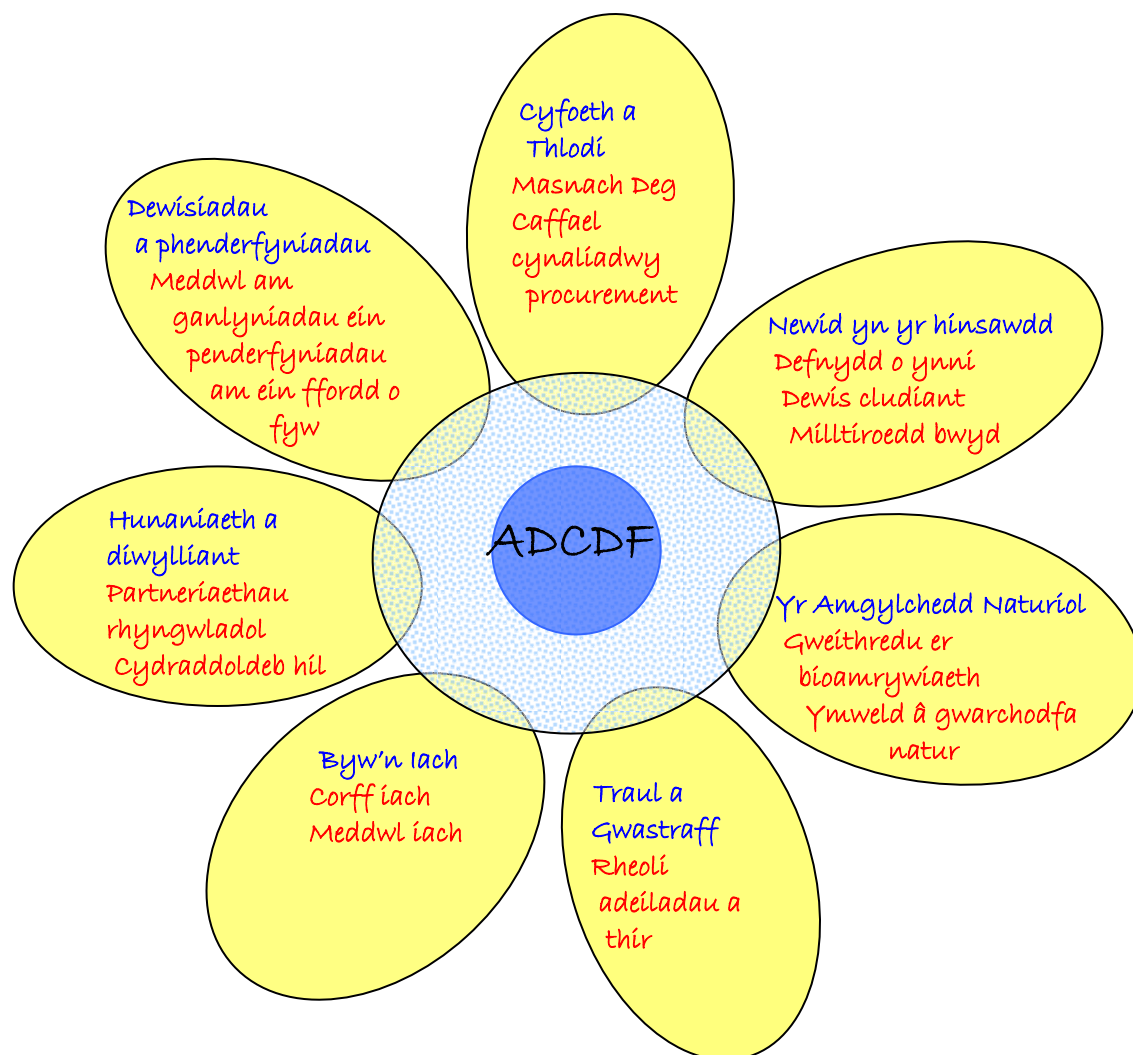 Cyfoeth a
Thlodi
Masnach Deg
Caffael
cynaliadwy
procurement
Newid yn yr hinsawdd
Defnydd o ynni
Dewis cludiant
Milltiroedd bwyd
Yr Amgylchedd Naturiol
Gweithredu er
bioamrywiaeth
Ymweld â gwarchodfa
natur
Traul a
Gwastraff
Rheoli
adeiladau a
thir
Byw'n Iach
Corff iach
Meddwl iach
Hunaniaeth a
diwylliant
Partneriaethau
rhyngwladol
Cydraddoldeb hil
Dewisiadau
a phenderfyniadau
Meddwl am
ganlyniadau ein
penderfyniadau
am ein ffordd o
fyw
ADCDF